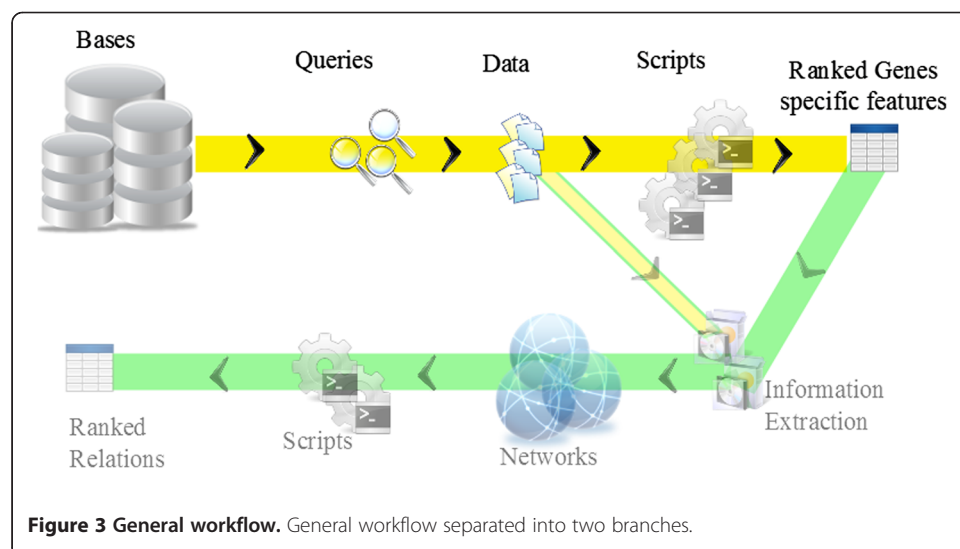 Bases
Queries
Data
Scripts
Ranked Genes
specific features
>_
>_
>_
Information
Extraction
Networks
>_
>_
Scripts
Ranked
Relations
Figure 3 General workflow. General workflow separated into two branches.